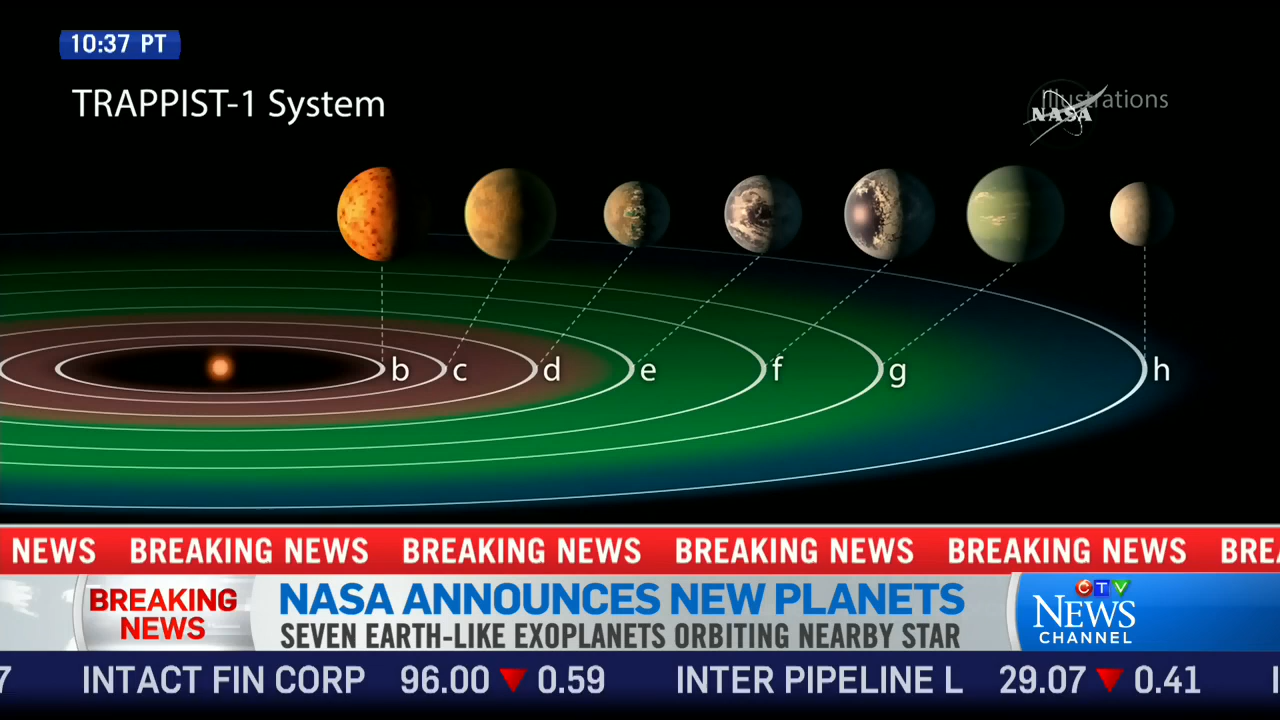 10:37 PT
TRAPPIST-1 System
Illustrations
NASA
b c d e f g h
NEWS BREAKING NEWS BREAKING NEWS BREAKING NEWS BREAKING NEWS BRE
BREAKING
NEWS
NASA ANNOUNCES NEW PLANETS
SEVEN EARTH-LIKE EXOPLANETS ORBITING NEARBY STAR
CTV
NEWS
CHANNEL
7 INTACT FIN CORP 96.00 ▼ 0.59 INTER PIPELINE L 29.07 ▼ 0.41